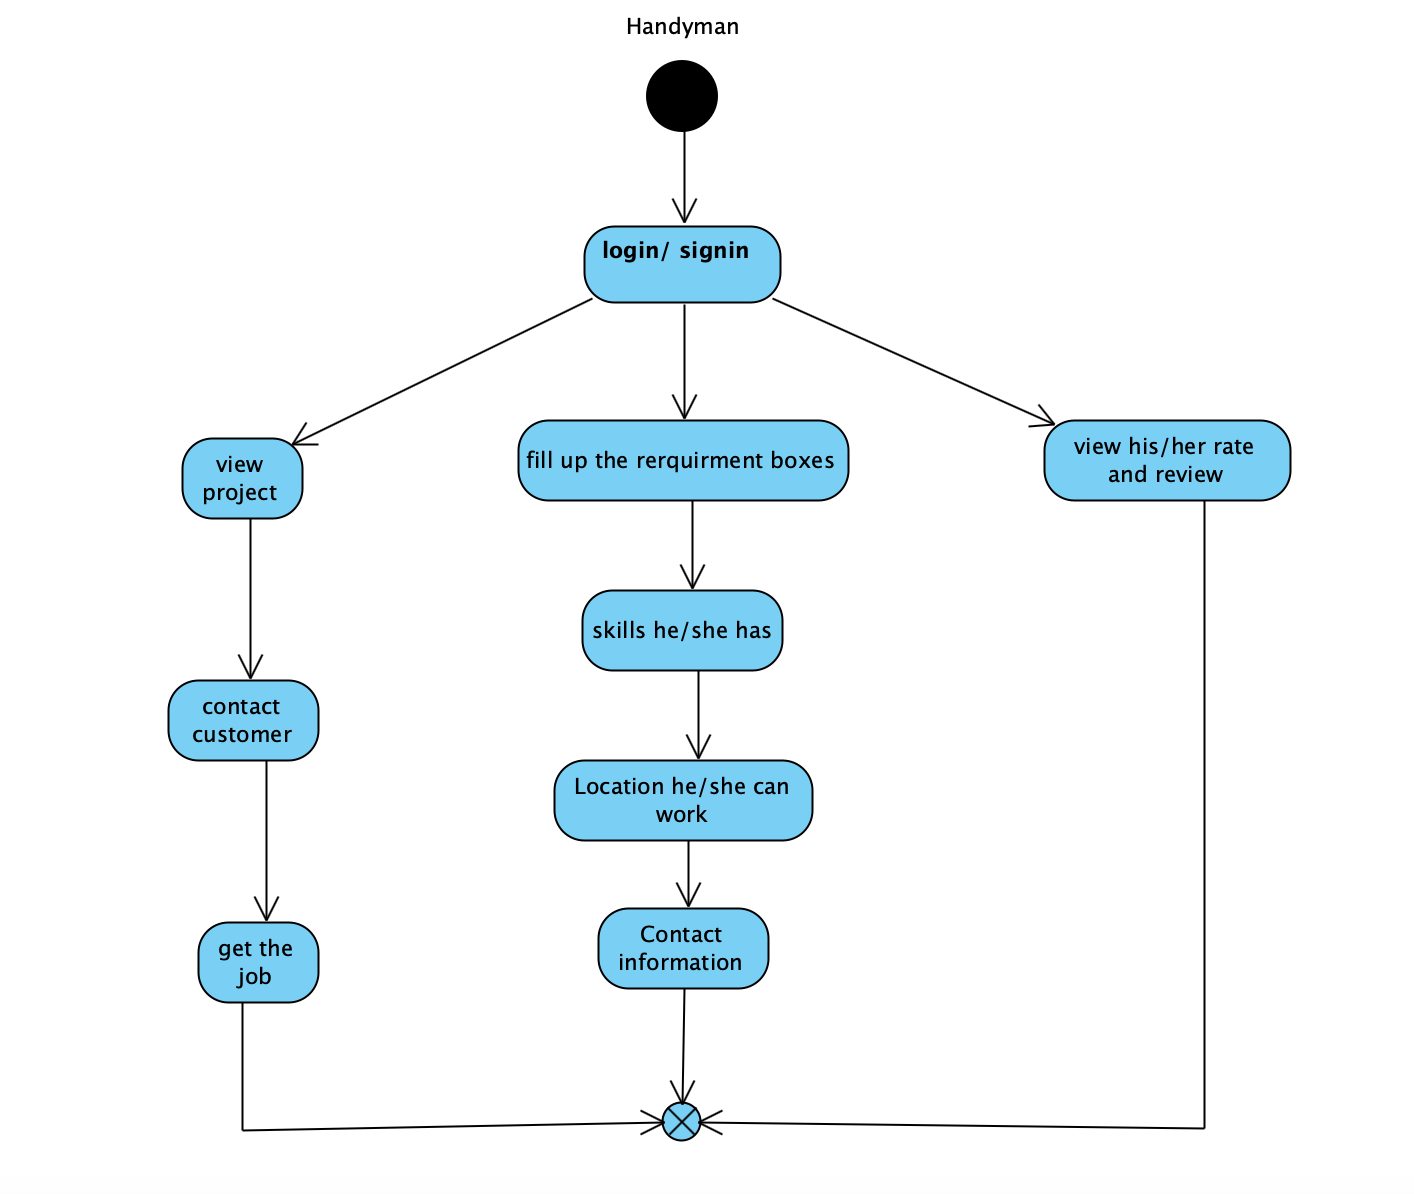 Handyman
login/ signin
view
project
fill up the rerquirment boxes
view his/her rate
and review
skills he/she has
contact
customer
Location he/she can
work
get the
job
Contact
information